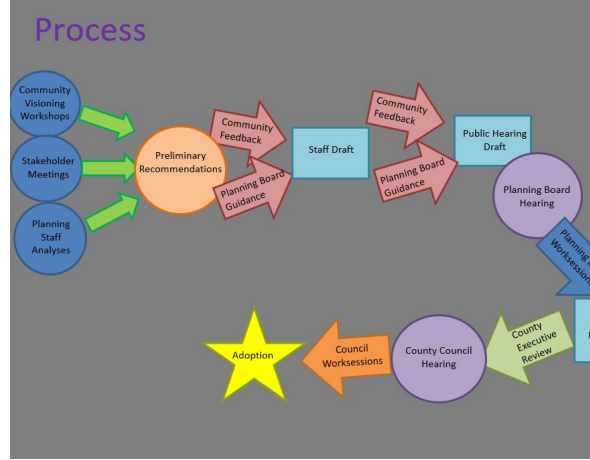 Process
Community
Visioning
Workshops
Stakeholder
Meetings
Planning
Staff
Analyses
Preliminary
Recommendations
Community
Feedback
Planning Board
Guidance
Staff Draft
Community
Feedback
Planning Board
Guidance
Public Hearing
Draft
Planning Board
Hearing
Planning
Worksessions
County
Executive
Review
County Council
Hearing
Council
Worksessions
Adoption